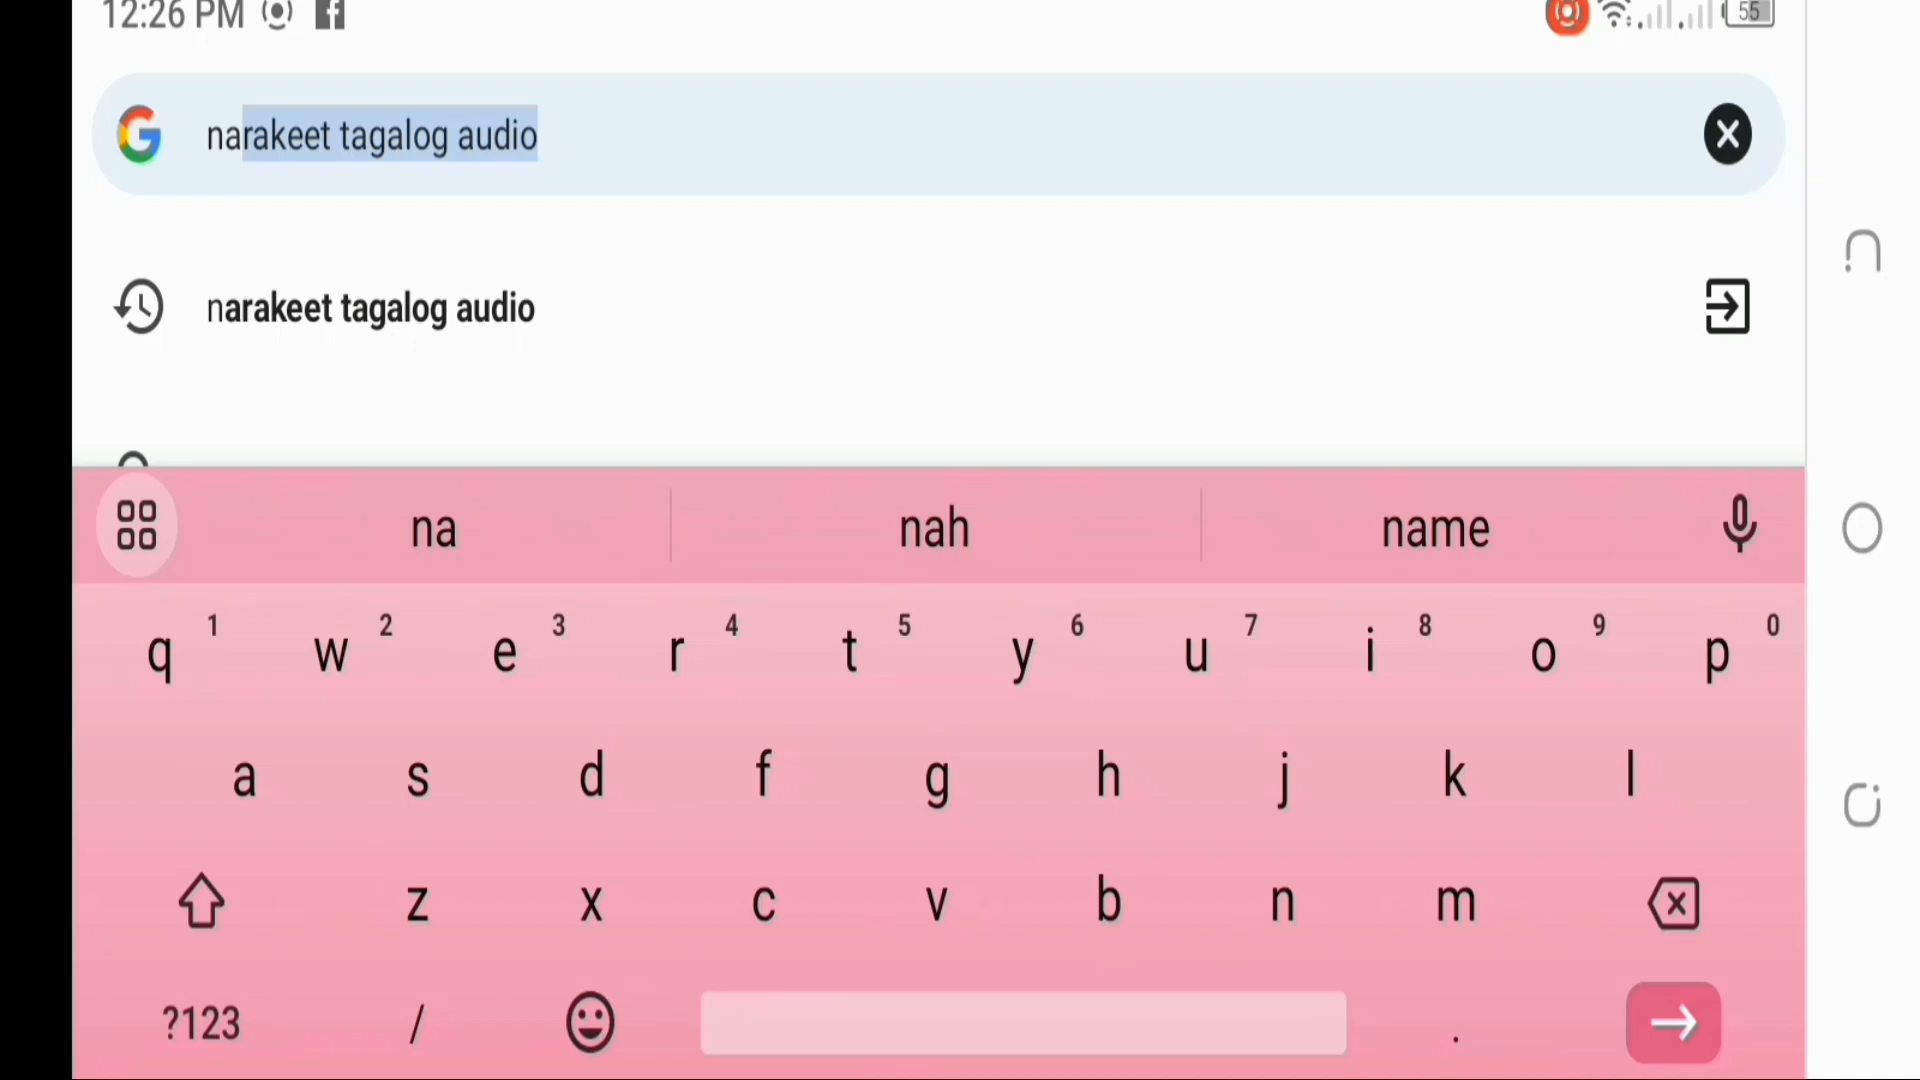 12:26 PM
55
narakeet tagalog audio
narakeet tagalog audio
na nah name
q 1 w 2 e 3 r 4 t 5 y 6 u 7 i 8 o 9 p 0
a s d f g h j k l
z x c v b n m
?123 / .